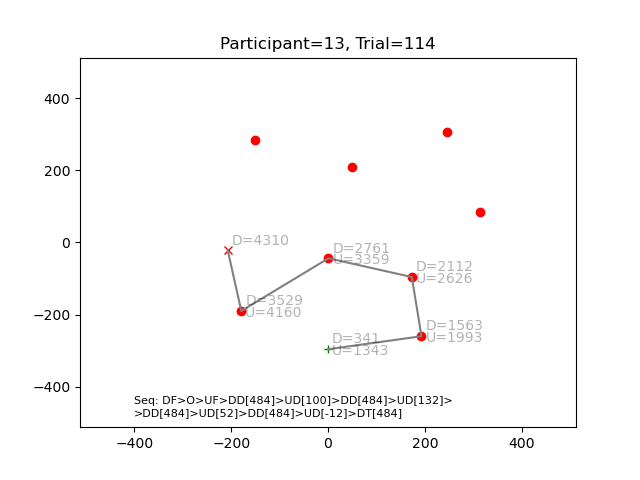 Participant=13, Trial=114
400
200
0
−200
−400
−400
−200
0
200
400
D=4310
D=2761
U=3359
D=2112
U=2626
D=3529
U=4160
D=1563
U=1993
D=341
U=1343
Seq: DF>O>UF>DD[484]>UD[100]>DD[484]>UD[132]>
>DD[484]>UD[52]>DD[484]>UD[-12]>DT[484]